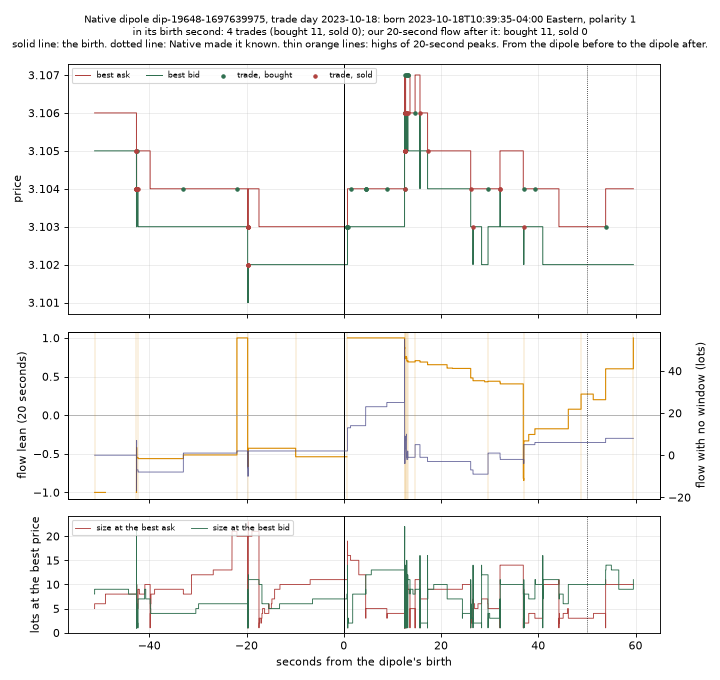 Native dipole dip-19648-1697639975, trade day 2023-10-18: born 2023-10-18T10:39:35-04:00 Eastern, polarity 1
in its birth second: 4 trades (bought 11, sold 0); our 20-second flow after it: bought 11, sold 0
solid line: the birth. dotted line: Native made it known. thin orange lines: highs of 20-second peaks. From the dipole before to the dipole after.
best ask best bid trade, bought trade, sold
3.107
3.106
3.105
3.104
3.103
3.102
3.101
price
1.0
0.5
0.0
−0.5
−1.0
flow lean (20 seconds)
40
20
0
−20
flow with no window (lots)
size at the best ask size at the best bid
20
15
10
5
0
lots at the best price
−40 −20 0 20 40 60
seconds from the dipole's birth